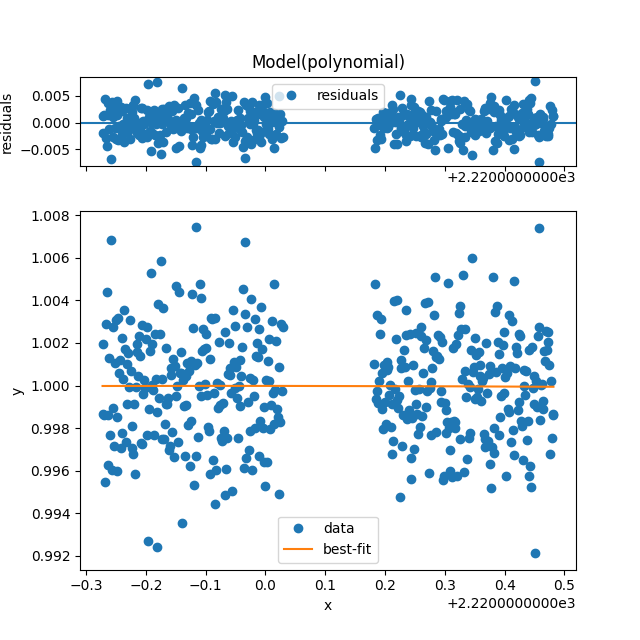 Model(polynomial)
residuals
0.005
0.000
−0.005
residuals
+2.2200000000e3
y
1.008
1.006
1.004
1.002
1.000
0.998
0.996
0.994
0.992
data
best-fit
−0.3 −0.2 −0.1 0.0 0.1 0.2 0.3 0.4 0.5
x
+2.2200000000e3